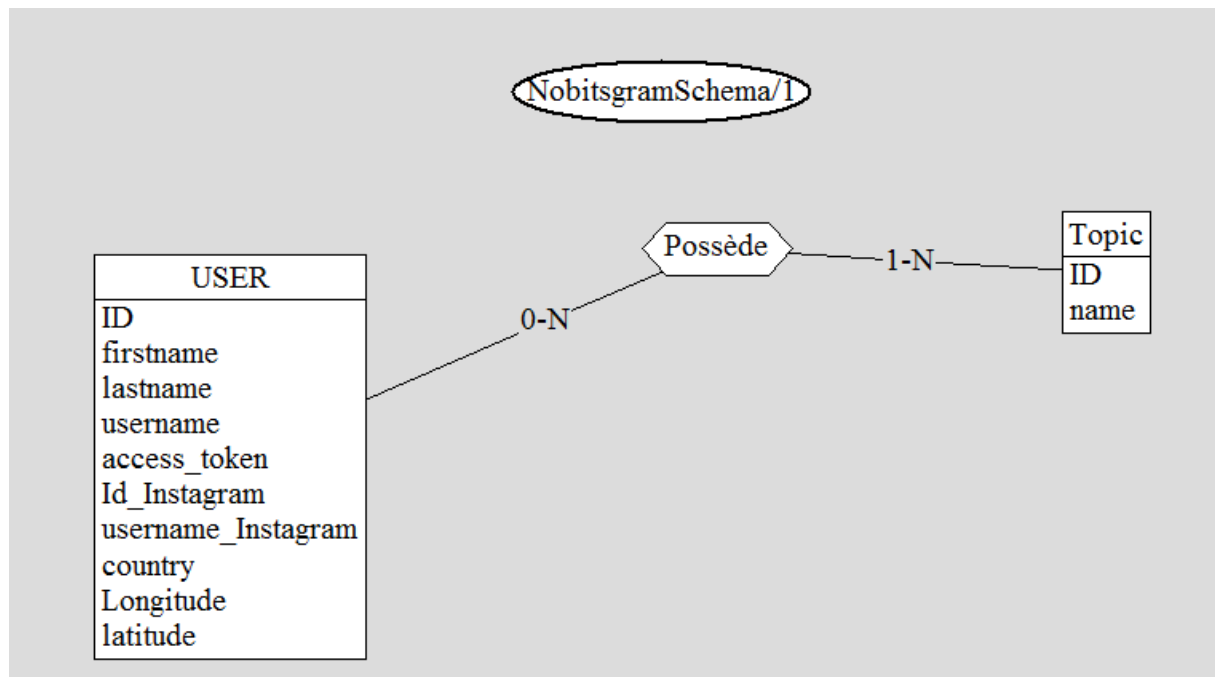 NobitsgramSchema/1
Possède
1-N
Topic
ID
name
0-N
USER
ID
firstname
lastname
username
access_token
Id_Instagram
username_Instagram
country
Longitude
latitude